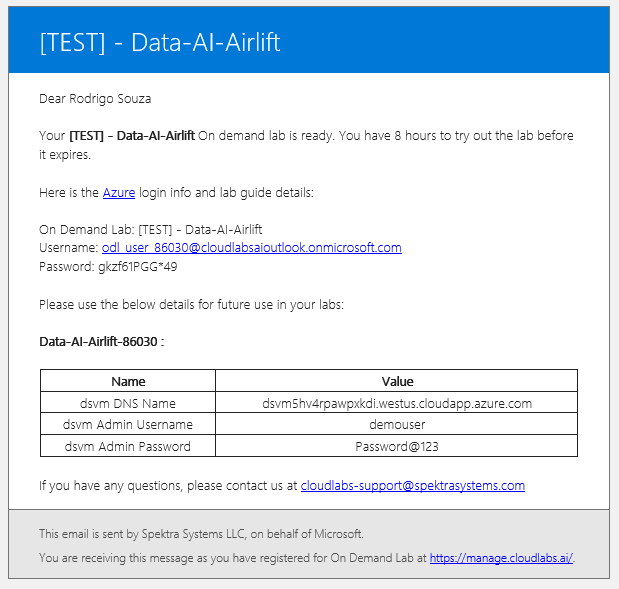 [TEST] - Data-AI-Airlift
Dear Rodrigo Souza
Your [TEST] - Data-AI-Airlift On demand lab is ready. You have 8 hours to try out the lab before
it expires.
Here is the Azure login info and lab guide details:
On Demand Lab: [TEST] - Data-AI-Airlift
Username: odl_user_86030@cloudlabsaioutlook.onmicrosoft.com
Password: gkzf61PGG*49
Please use the below details for future use in your labs:
Data-AI-Airlift-86030 :
Name Value
dsvm DNS Name dsvm5hv4rpawpxkdi.westus.cloudapp.azure.com
dsvm Admin Username demouser
dsvm Admin Password Password@123
If you have any questions, please contact us at cloudlabs-support@spektrasystems.com
This email is sent by Spektra Systems LLC, on behalf of Microsoft.
You are receiving this message as you have registered for On Demand Lab at https://manage.cloudlabs.ai/.